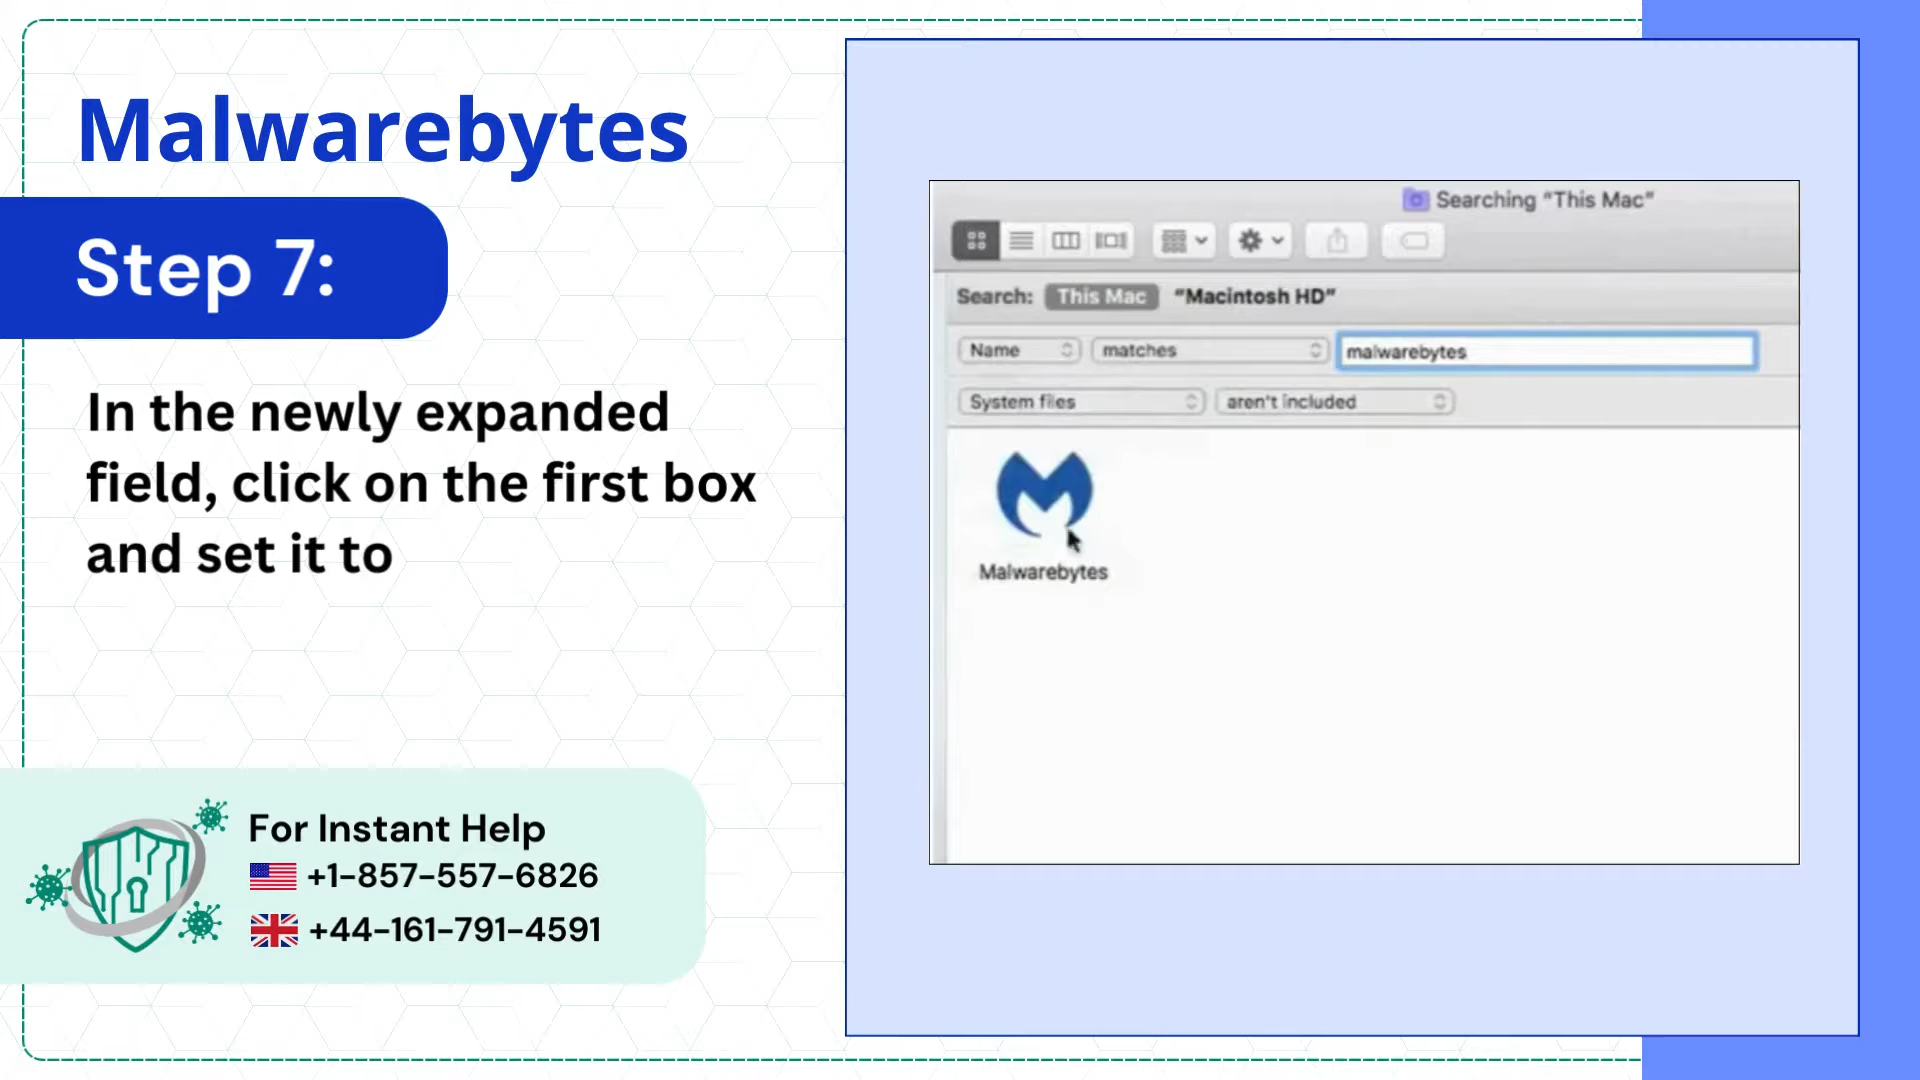 Malwarebytes
Step 7:
In the newly expanded
field, click on the first box
and set it to
For Instant Help
+1-857-557-6826
+44-161-791-4591
Searching “This Mac”
Search: This Mac “Macintosh HD”
Name matches malwarebytes
System files aren't included
Malwarebytes